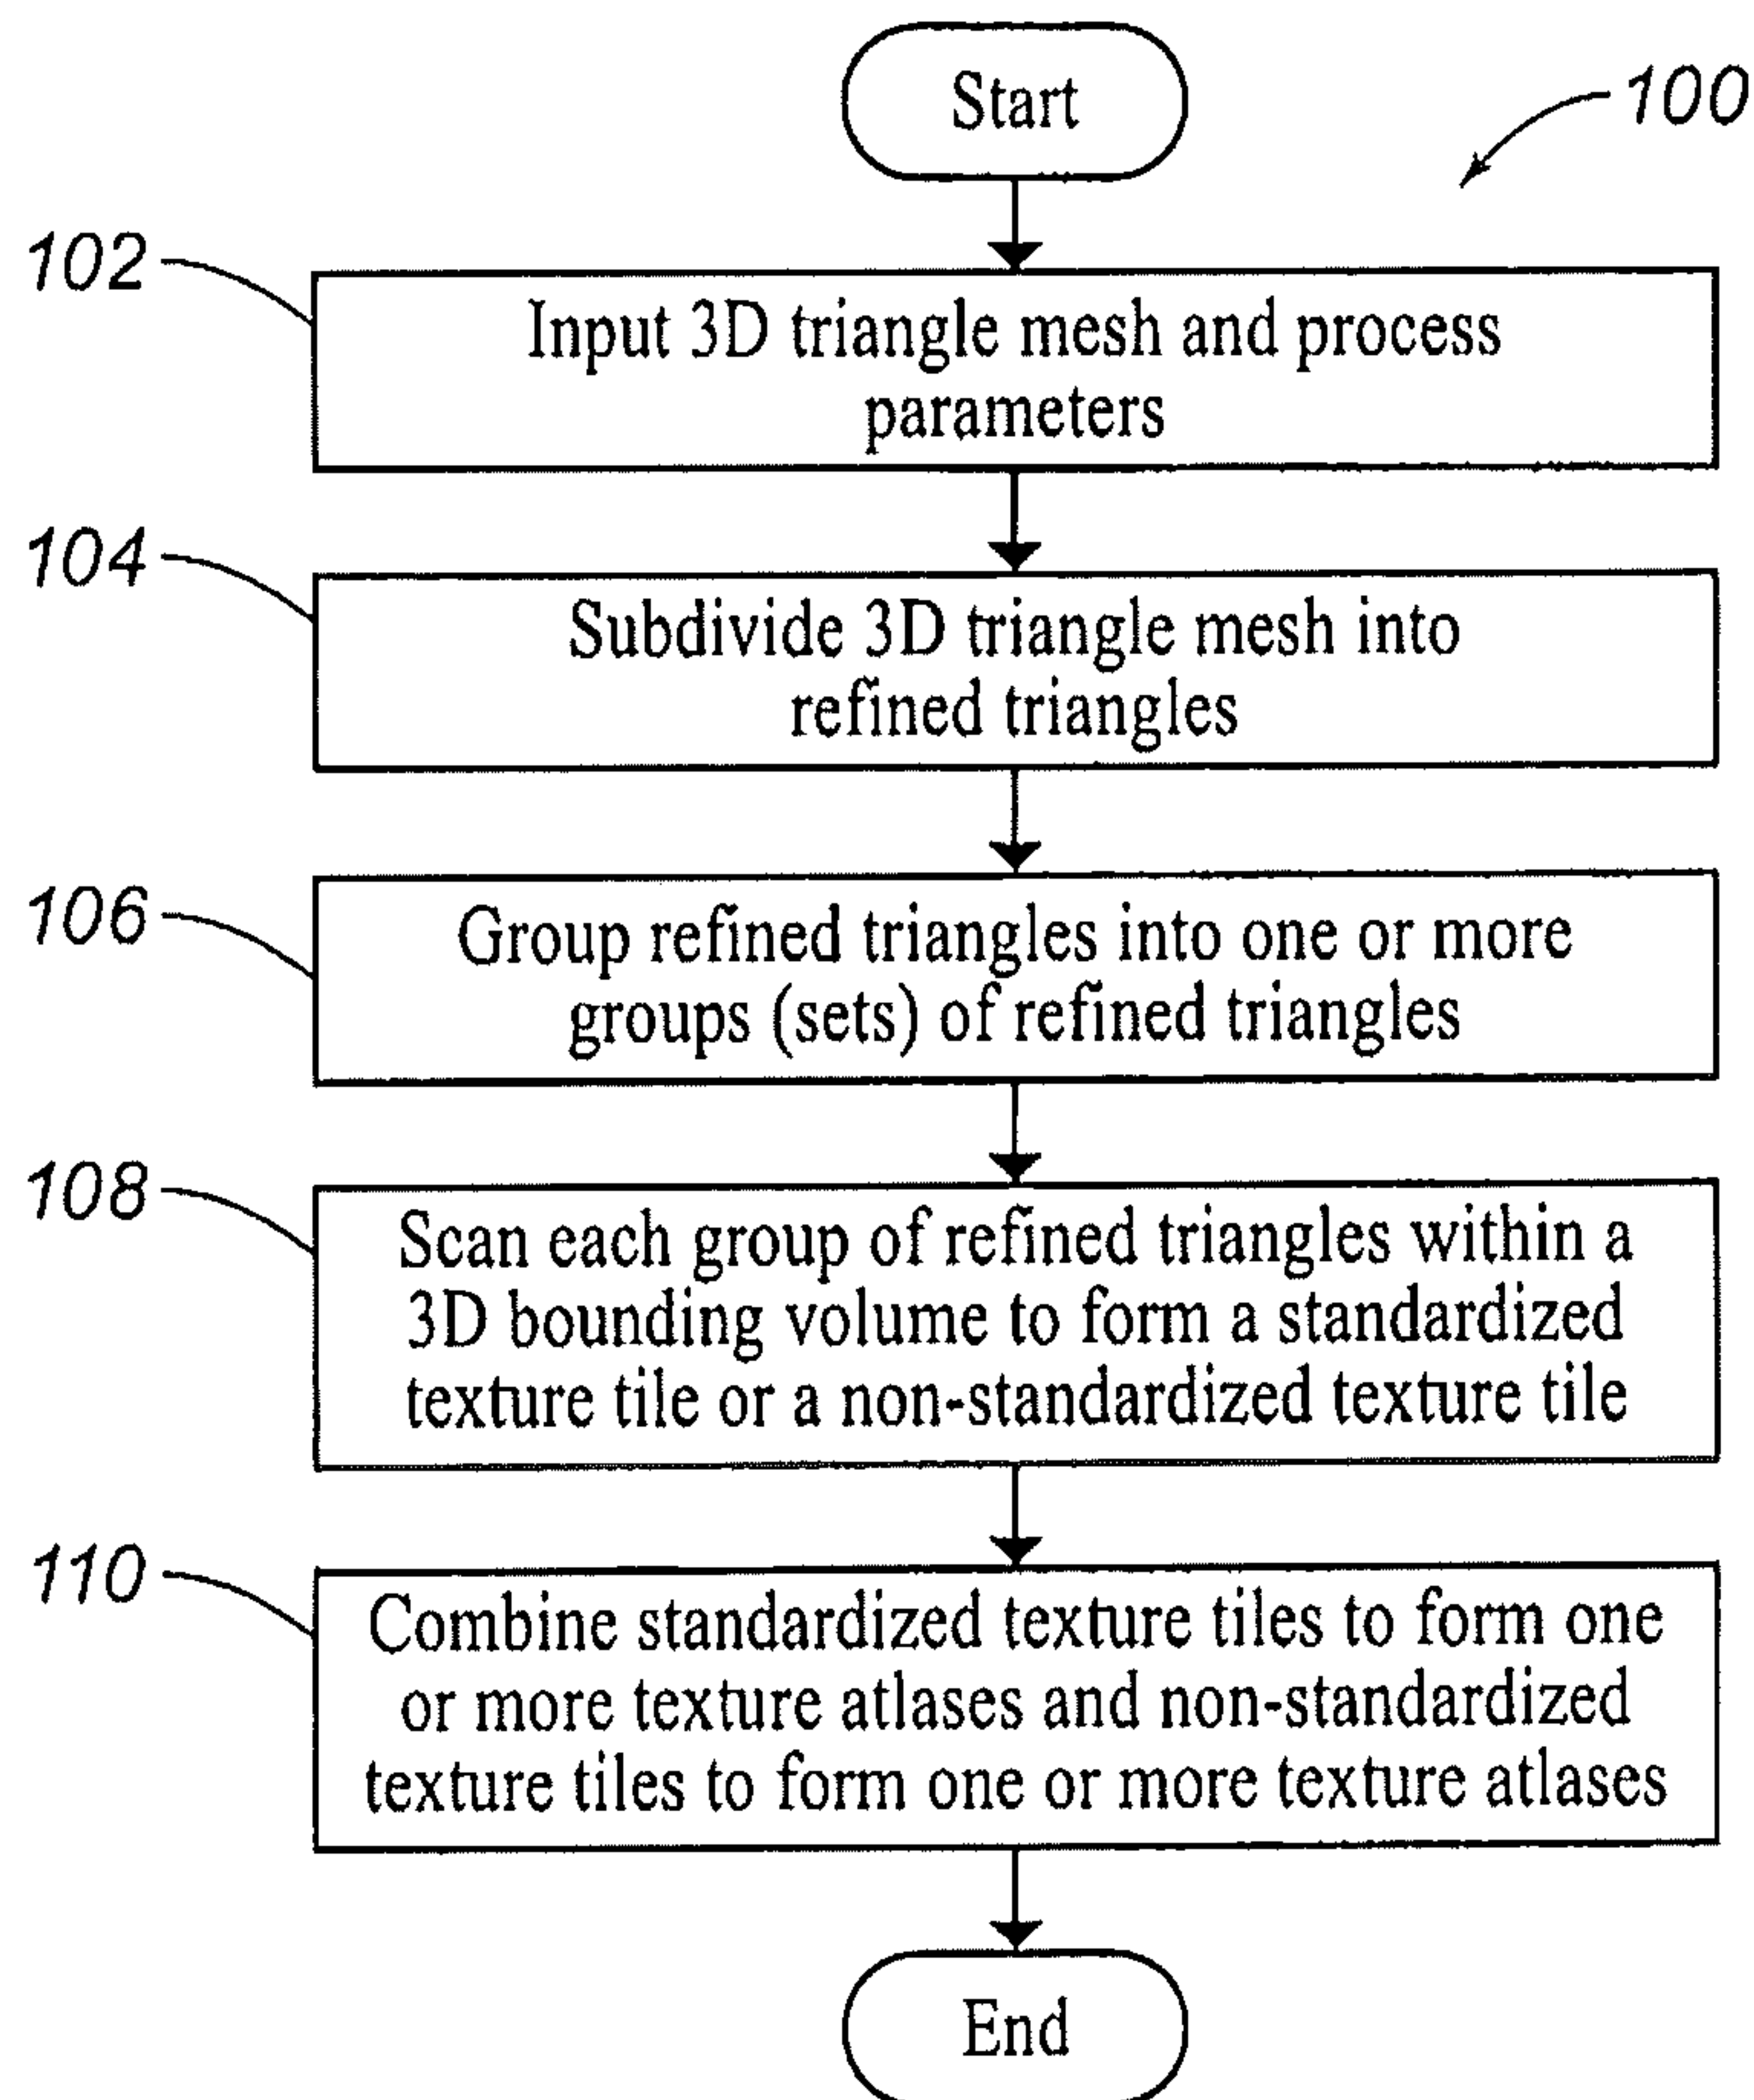 Start
100
102
Input 3D triangle mesh and process
parameters
104
Subdivide 3D triangle mesh into
refined triangles
106
Group refined triangles into one or more
groups (sets) of refined triangles
108
Scan each group of refined triangles within a
3D bounding volume to form a standardized
texture tile or a non-standardized texture tile
110
Combine standardized texture tiles to form one
or more texture atlases and non-standardized
texture tiles to form one or more texture atlases
End